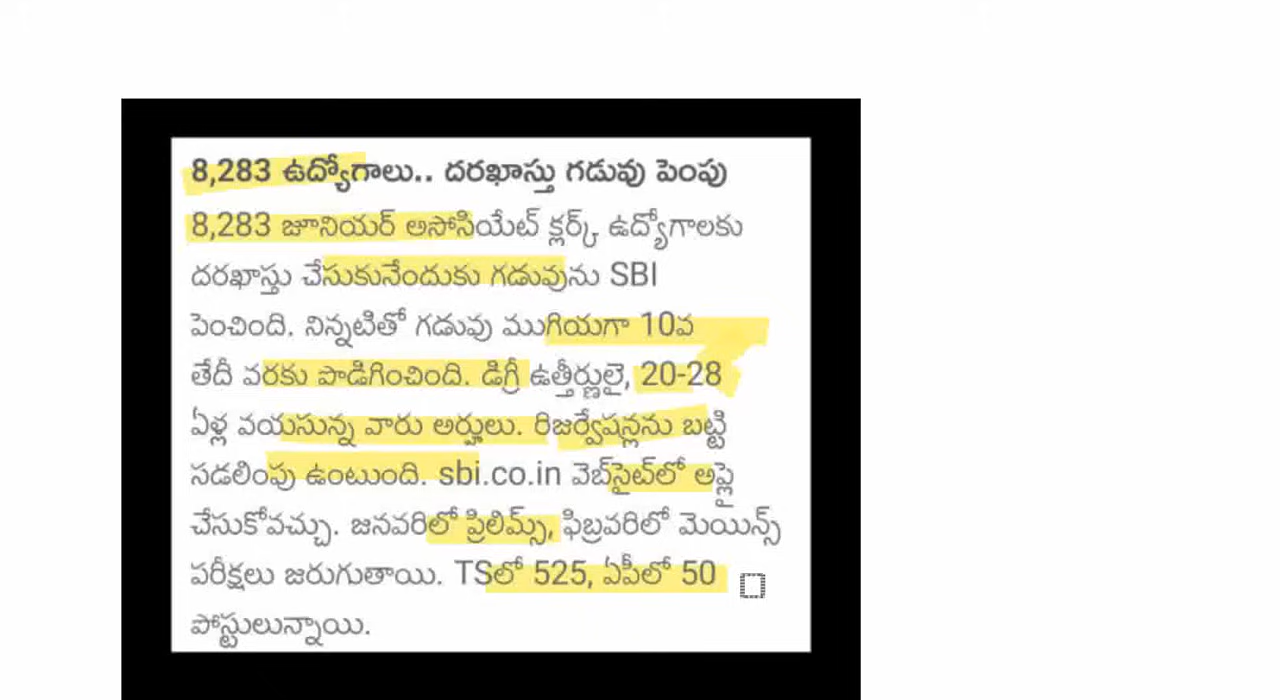 8,283 ఉద్యోగాలు.. దరఖాస్తు గడువు పెంపు
8,283 జూనియర్ అసోసియేట్ క్లర్క్ ఉద్యోగాలకు
దరఖాస్తు చేసుకునేందుకు గడువును SBI
పెంచింది. నిన్నటితో గడువు ముగియగా 10వ
తేదీ వరకు పొడిగించింది. డిగ్రీ ఉత్తీర్ణులై, 20-28
ఏళ్ల వయసున్న వారు అర్హులు. రిజర్వేషన్లను బట్టి
సడలింపు ఉంటుంది. sbi.co.in వెబ్‌సైట్‌లో అప్లై
చేసుకోవచ్చు. జనవరిలో ప్రిలిమ్స్, ఫిబ్రవరిలో మెయిన్స్
పరీక్షలు జరుగుతాయి. TSలో 525, ఏపీలో 50
పోస్టులున్నాయి.